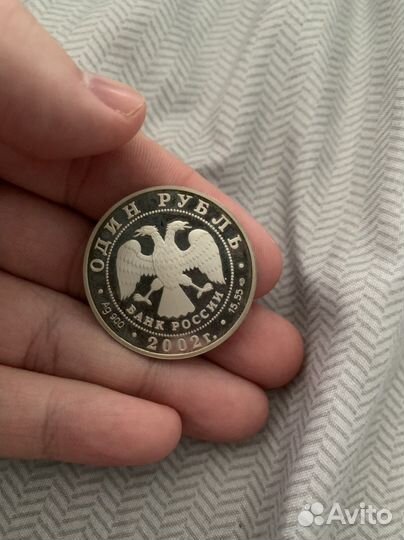 ОДИН РУБЛЬ
Ag 900
БАНК РОССИИ
15,55
2002г.
Avito